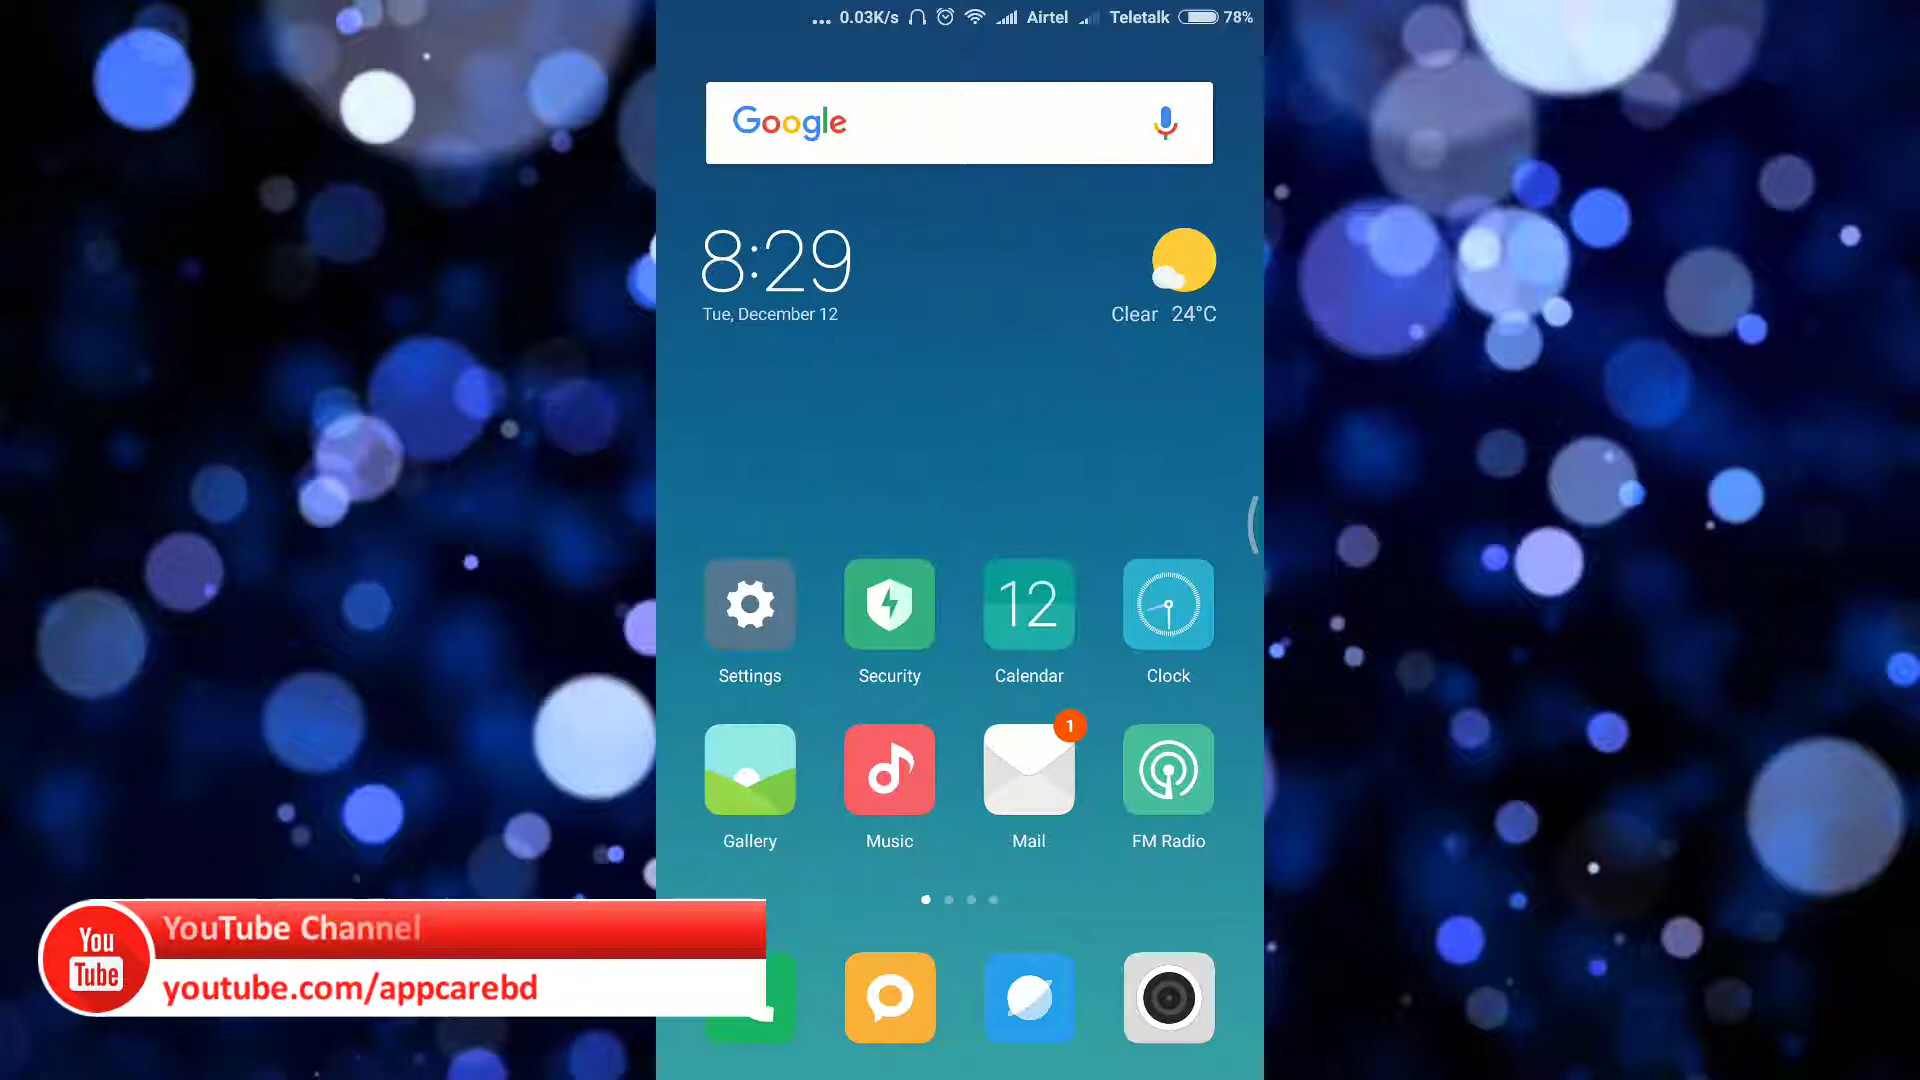 ... 0.03K/s Airtel Teletalk 78%
Google
8:29
Tue, December 12
Clear 24°C
12
Settings Security Calendar Clock
1
Gallery Music Mail FM Radio
You
Tube
YouTube Channel
youtube.com/appcarebd